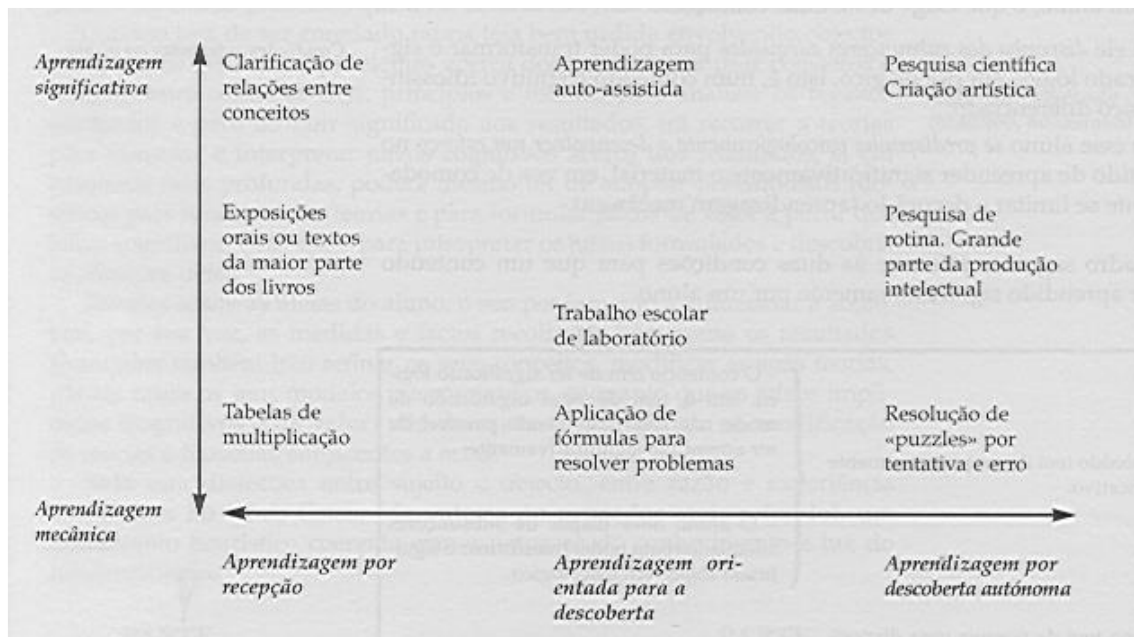 Aprendizagem
significativa
Clarificação de
relações entre
conceitos
Aprendizagem
auto-assistida
Pesquisa científica
Criação artística
Exposições
orais ou textos
da maior parte
dos livros
Pesquisa de
rotina. Grande
parte da produção
intelectual
Trabalho escolar
de laboratório
Tabelas de
multiplicação
Aplicação de
fórmulas para
resolver problemas
Resolução de
«puzzles» por
tentativa e erro
Aprendizagem
mecânica
Aprendizagem por
recepção
Aprendizagem ori-
entada para a
descoberta
Aprendizagem por
descoberta autónoma